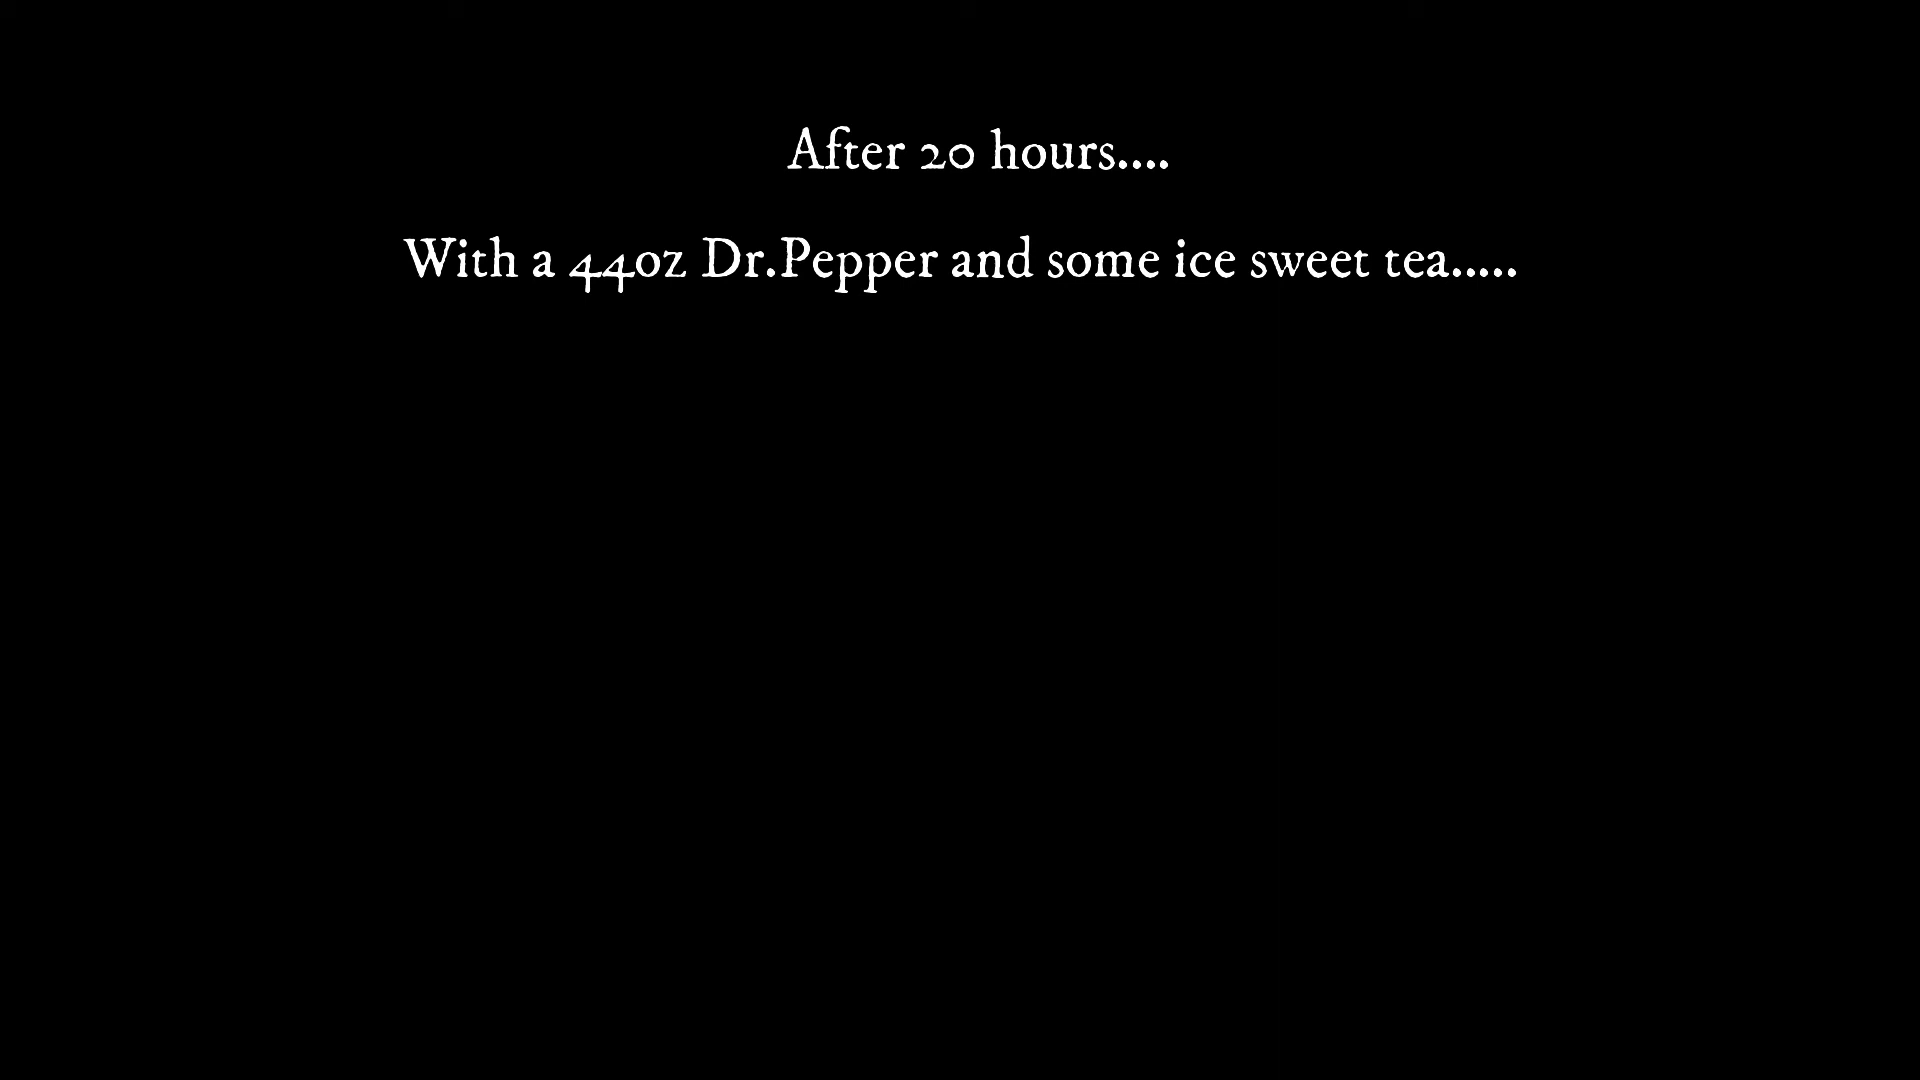 After 20 hours....
With a 44oz Dr.Pepper and some ice sweet tea.....